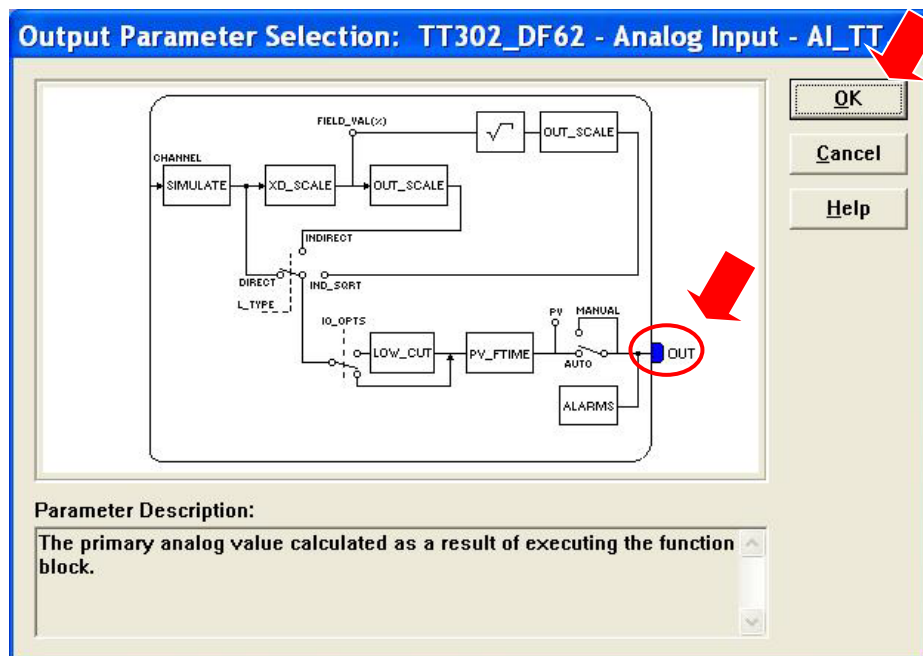 Output Parameter Selection: TT302_DF62 - Analog Input - AI_TT
OK
Cancel
Help
FIELD_VAL(%)
OUT_SCALE
CHANNEL
SIMULATE
XD_SCALE
OUT_SCALE
INDIRECT
DIRECT
IND_SQRT
L_TYPE
IO_OPTS
PV
MANUAL
LOW_CUT
PV_FTIME
AUTO
OUT
ALARMS
Parameter Description:
The primary analog value calculated as a result of executing the function
block.